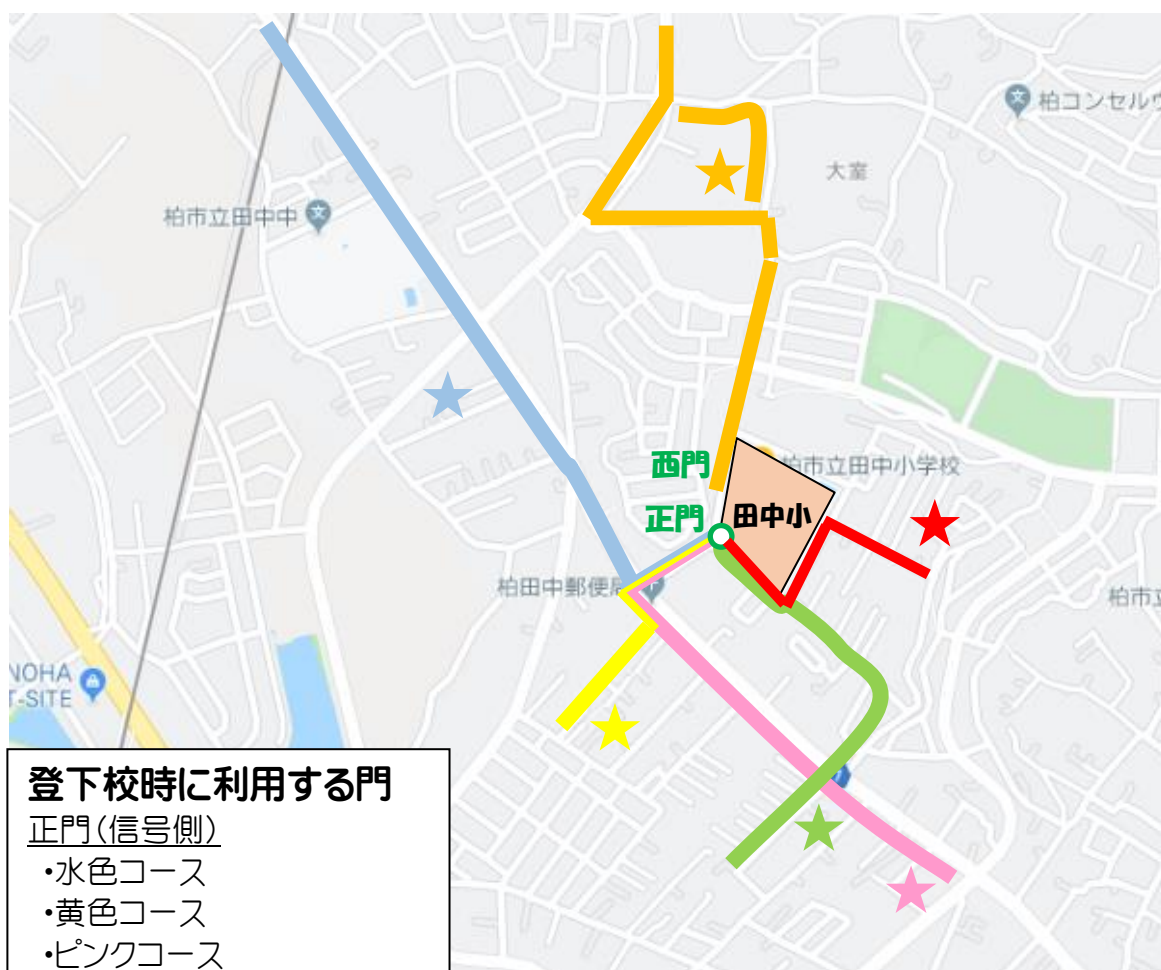 柏コンセルヴ
大室
柏市立田中中
西門
柏市立田中小学校
正門
田中小
柏田中郵便局
柏市立
NOHA
T-SITE
登下校時に利用する門
正門(信号側)
・水色コース
・黄色コース
・ピンクコース